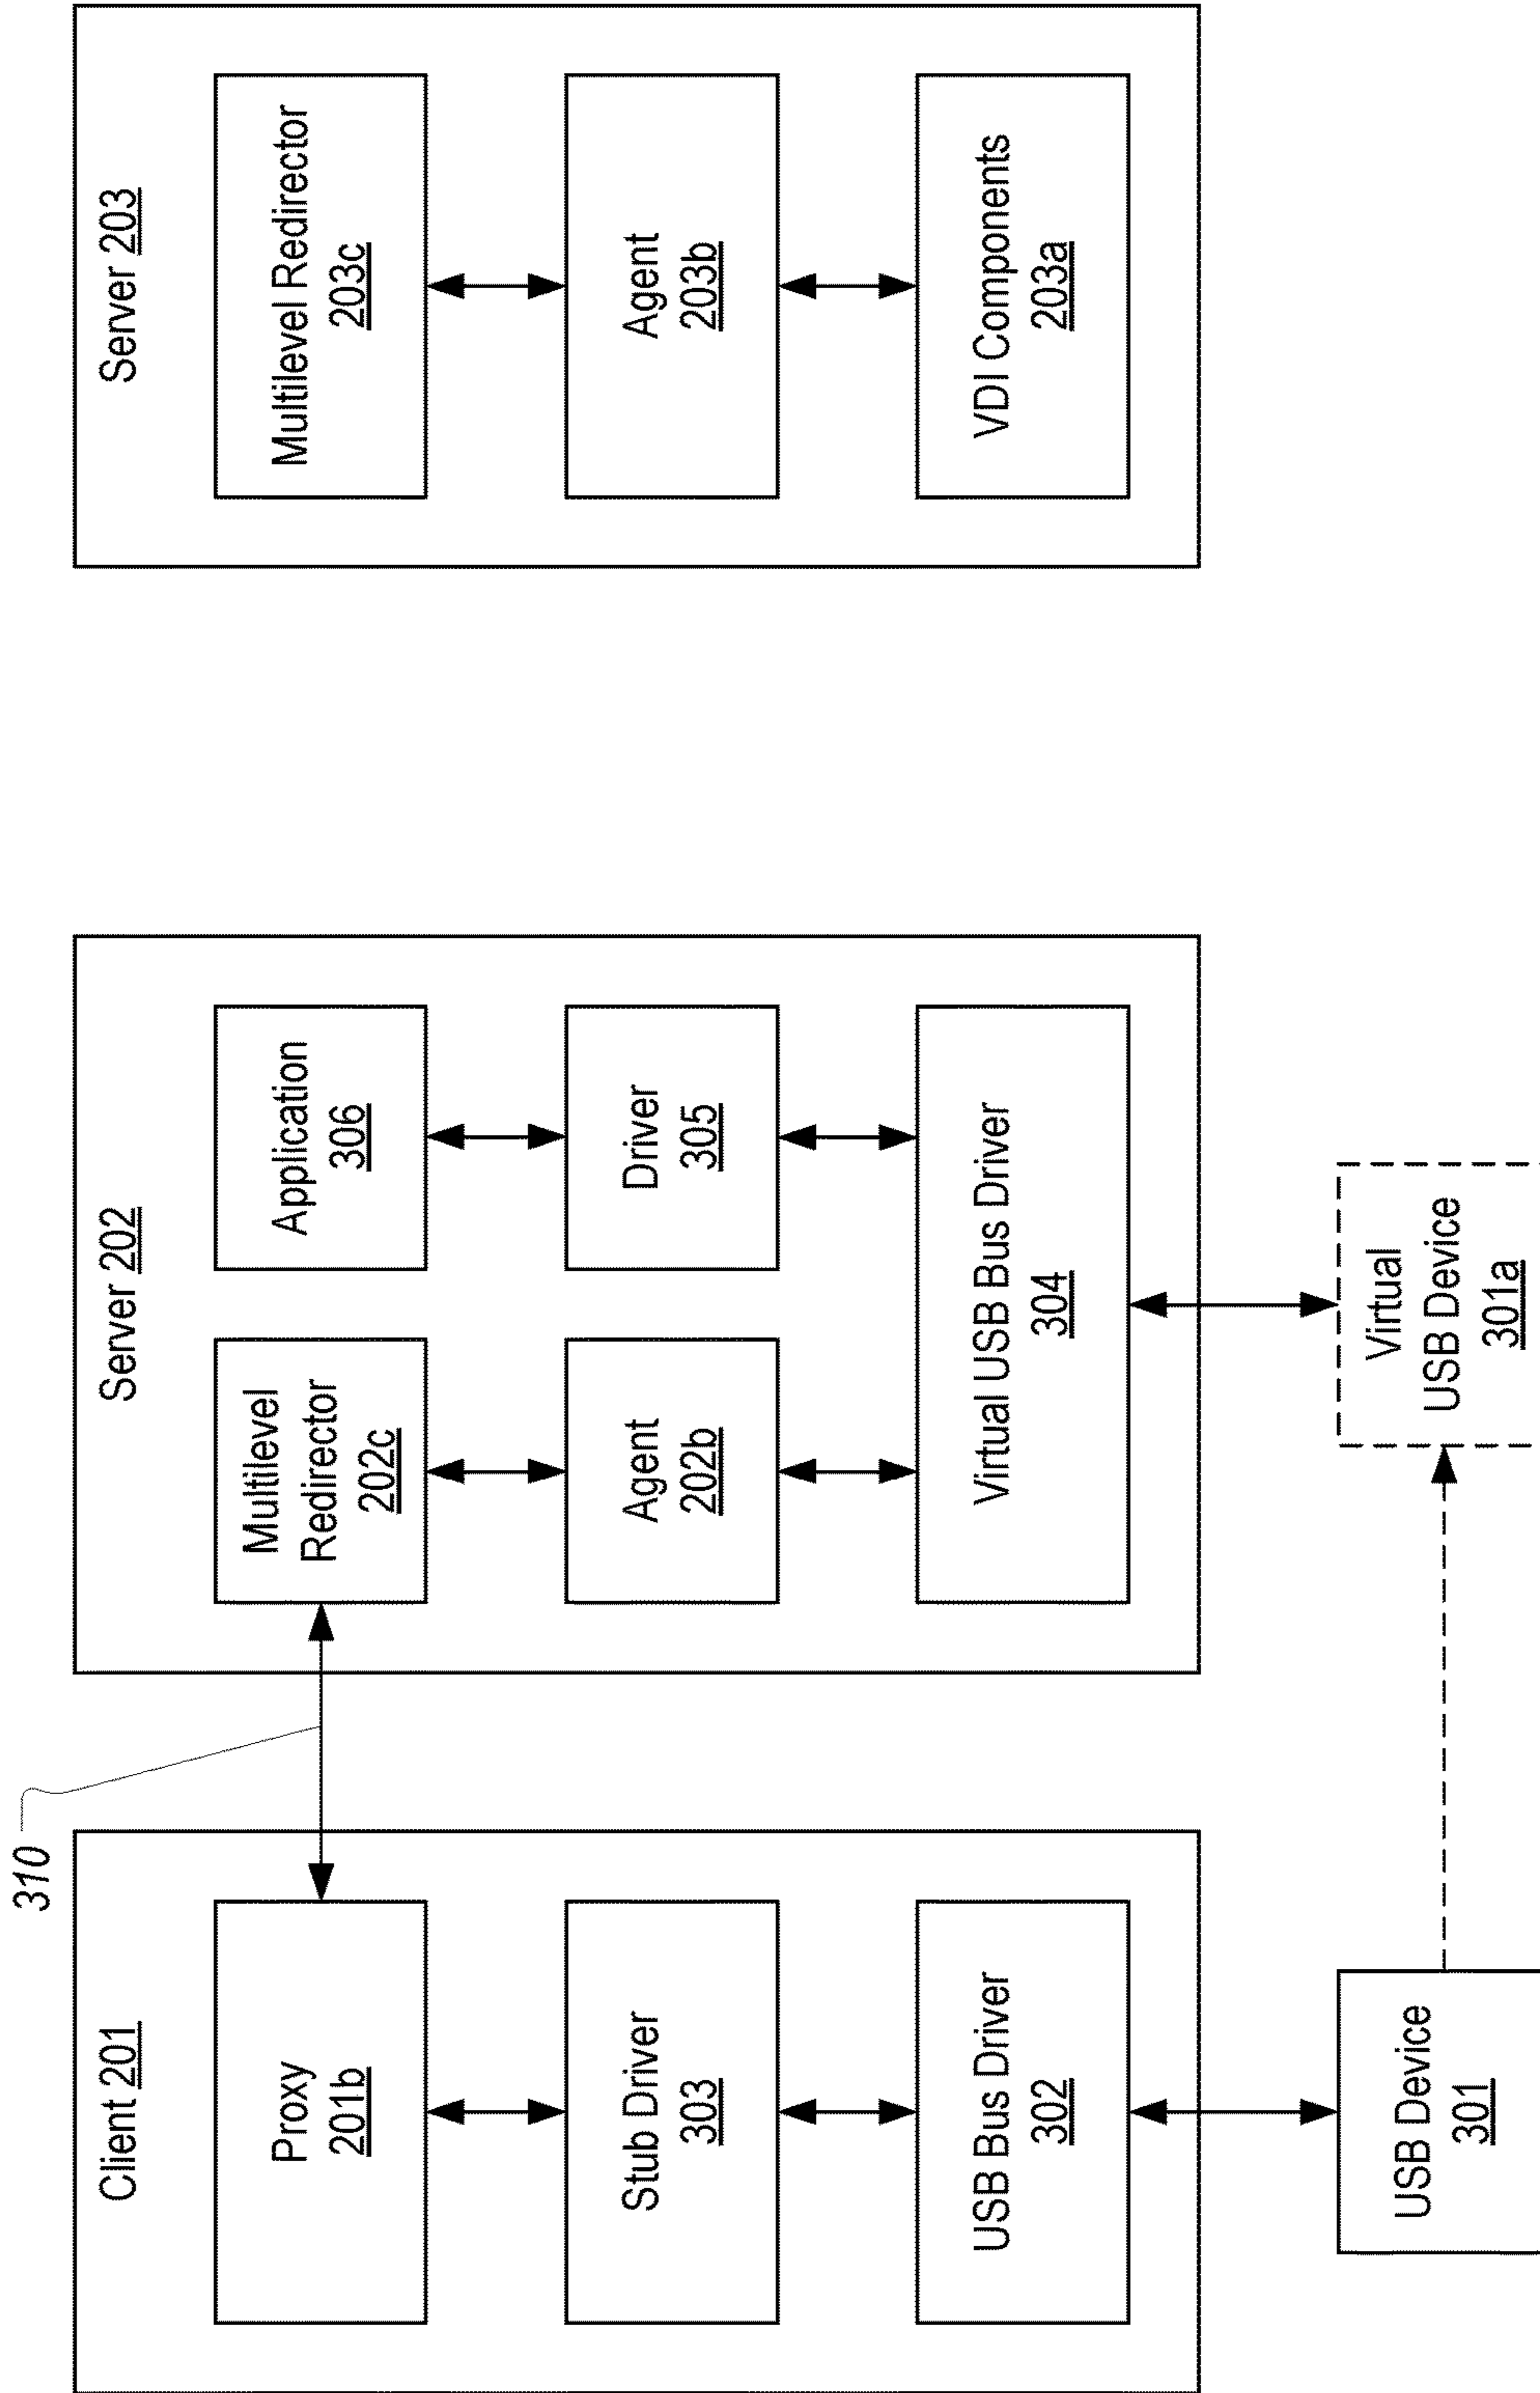 310
Client 201
Proxy
201b
Stub Driver
303
USB Bus Driver
302
USB Device
301
Server 202
Multilevel
Redirector
202c
Application
306
Agent
202b
Driver
305
Virtual USB Bus Driver
304
Virtual
USB Device
301a
Server 203
Multilevel Redirector
203c
Agent
203b
VDI Components
203a